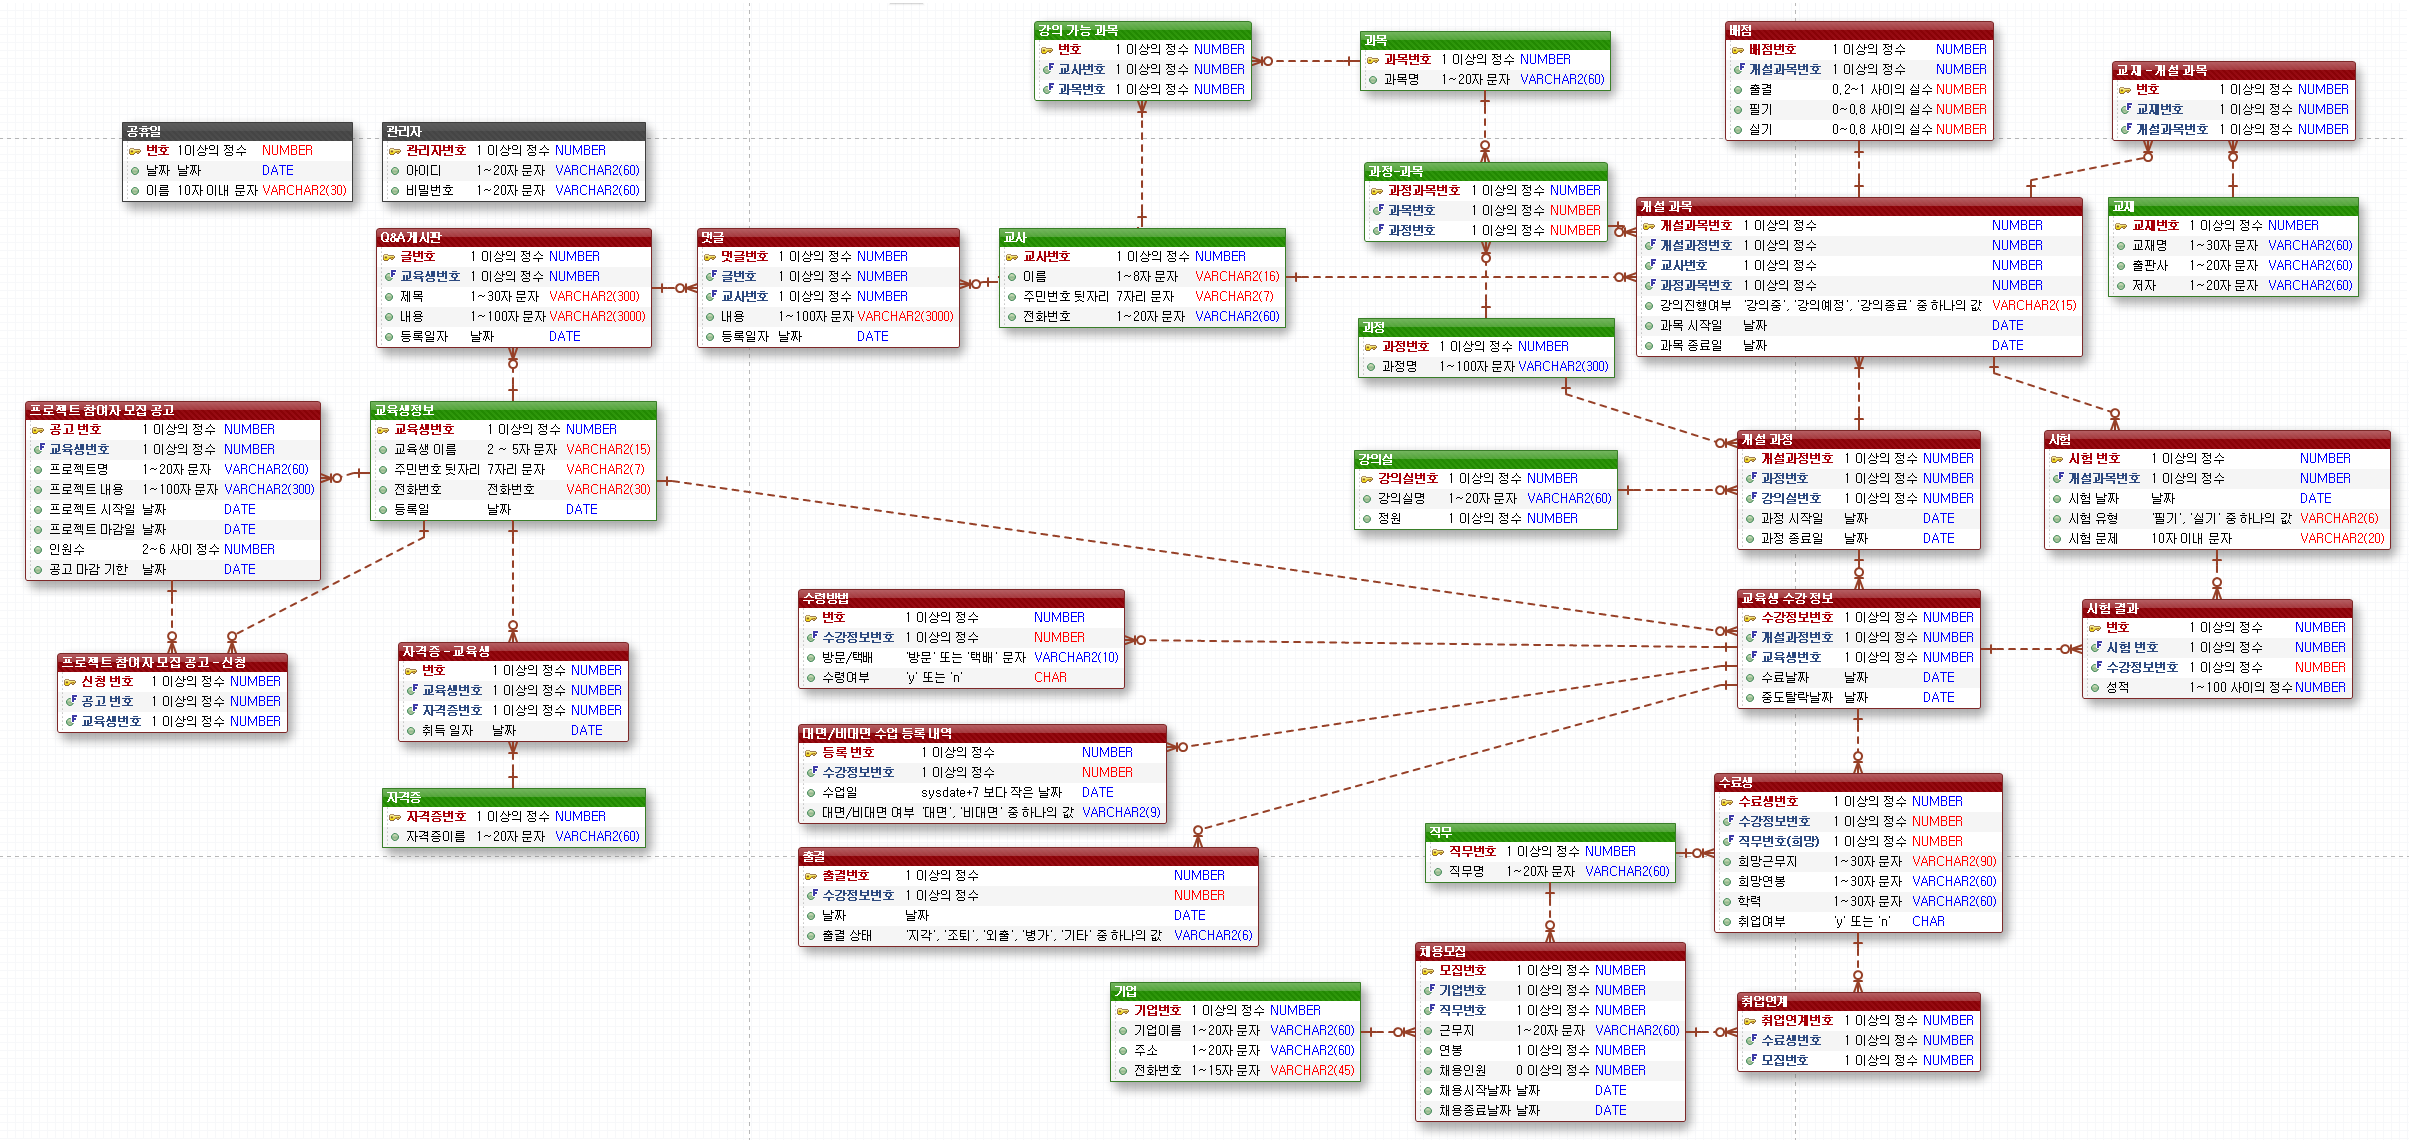 강의 가능 과목
번호 1 이상의 정수 NUMBER
교사번호 1 이상의 정수 NUMBER
과목번호 1 이상의 정수 NUMBER
과목
과목번호 1 이상의 정수 NUMBER
과목명 1~20자 문자 VARCHAR2(60)
배점
배점번호 1 이상의 정수 NUMBER
개설과목번호 1 이상의 정수 NUMBER
출결 0.2~1 사이의 실수 NUMBER
필기 0~0.8 사이의 실수 NUMBER
실기 0~0.8 사이의 실수 NUMBER
교재 - 개설 과목
번호 1 이상의 정수 NUMBER
교재번호 1 이상의 정수 NUMBER
개설과목번호 1 이상의 정수 NUMBER
공휴일
번호 1이상의 정수 NUMBER
날짜 날짜 DATE
이름 10자 이내 문자 VARCHAR2(30)
관리자
관리자번호 1 이상의 정수 NUMBER
아이디 1~20자 문자 VARCHAR2(60)
비밀번호 1~20자 문자 VARCHAR2(60)
과정-과목
과정과목번호 1 이상의 정수 NUMBER
과목번호 1 이상의 정수 NUMBER
과정번호 1 이상의 정수 NUMBER
개설 과목
개설과목번호 1 이상의 정수 NUMBER
개설과정번호 1 이상의 정수 NUMBER
교사번호 1 이상의 정수 NUMBER
과정과목번호 1 이상의 정수 NUMBER
강의진행여부 '강의중', '강의예정', '강의종료' 중 하나의 값 VARCHAR2(15)
과목 시작일 날짜 DATE
과목 종료일 날짜 DATE
교재
교재번호 1 이상의 정수 NUMBER
교재명 1~30자 문자 VARCHAR2(60)
출판사 1~20자 문자 VARCHAR2(60)
저자 1~20자 문자 VARCHAR2(60)
Q&A게시판
글번호 1 이상의 정수 NUMBER
교육생번호 1 이상의 정수 NUMBER
제목 1~30자 문자 VARCHAR2(300)
내용 1~100자 문자 VARCHAR2(3000)
등록일자 날짜 DATE
댓글
댓글번호 1 이상의 정수 NUMBER
글번호 1 이상의 정수 NUMBER
교사번호 1 이상의 정수 NUMBER
내용 1~100자 문자 VARCHAR2(3000)
등록일자 날짜 DATE
교사
교사번호 1 이상의 정수 NUMBER
이름 1~8자 문자 VARCHAR2(16)
주민번호 뒷자리 7자리 문자 VARCHAR2(7)
전화번호 1~20자 문자 VARCHAR2(60)
과정
과정번호 1 이상의 정수 NUMBER
과정명 1~100자 문자 VARCHAR2(300)
프로젝트 참여자 모집 공고
공고 번호 1 이상의 정수 NUMBER
교육생번호 1 이상의 정수 NUMBER
프로젝트명 1~20자 문자 VARCHAR2(60)
프로젝트 내용 1~100자 문자 VARCHAR2(300)
프로젝트 시작일 날짜 DATE
프로젝트 마감일 날짜 DATE
인원수 2~6 사이 정수 NUMBER
공고 마감 기한 날짜 DATE
교육생정보
교육생번호 1 이상의 정수 NUMBER
교육생 이름 2 ~ 5자 문자 VARCHAR2(15)
주민번호 뒷자리 7자리 문자 VARCHAR2(7)
전화번호 전화번호 VARCHAR2(30)
등록일 날짜 DATE
강의실
강의실번호 1 이상의 정수 NUMBER
강의실명 1~20자 문자 VARCHAR2(60)
정원 1 이상의 정수 NUMBER
개설 과정
개설과정번호 1 이상의 정수 NUMBER
과정번호 1 이상의 정수 NUMBER
강의실번호 1 이상의 정수 NUMBER
과정 시작일 날짜 DATE
과정 종료일 날짜 DATE
시험
시험 번호 1 이상의 정수 NUMBER
개설과목번호 1 이상의 정수 NUMBER
시험 날짜 날짜 DATE
시험 유형 '필기', '실기' 중 하나의 값 VARCHAR2(6)
시험 문제 10자 이내 문자 VARCHAR2(20)
수령방법
번호 1 이상의 정수 NUMBER
수강정보번호 1 이상의 정수 NUMBER
방문/택배 '방문' 또는 '택배' 문자 VARCHAR2(10)
수령여부 'y' 또는 'n' CHAR
교육생 수강 정보
수강정보번호 1 이상의 정수 NUMBER
개설과정번호 1 이상의 정수 NUMBER
교육생번호 1 이상의 정수 NUMBER
수료날짜 날짜 DATE
중도탈락날짜 날짜 DATE
시험 결과
번호 1 이상의 정수 NUMBER
시험 번호 1 이상의 정수 NUMBER
수강정보번호 1 이상의 정수 NUMBER
성적 1~100 사이의 정수 NUMBER
프로젝트 참여자 모집 공고 - 신청
신청 번호 1 이상의 정수 NUMBER
공고 번호 1 이상의 정수 NUMBER
교육생번호 1 이상의 정수 NUMBER
자격증 - 교육생
번호 1 이상의 정수 NUMBER
교육생번호 1 이상의 정수 NUMBER
자격증번호 1 이상의 정수 NUMBER
취득 일자 날짜 DATE
대면/비대면 수업 등록 내역
등록 번호 1 이상의 정수 NUMBER
수강정보번호 1 이상의 정수 NUMBER
수업일 sysdate+7 보다 작은 날짜 DATE
대면/비대면 여부 '대면', '비대면' 중 하나의 값 VARCHAR2(9)
자격증
자격증번호 1 이상의 정수 NUMBER
자격증이름 1~20자 문자 VARCHAR2(60)
수료생
수료생번호 1 이상의 정수 NUMBER
수강정보번호 1 이상의 정수 NUMBER
직무번호(희망) 1 이상의 정수 NUMBER
희망근무지 1~30자 문자 VARCHAR2(90)
희망연봉 1~30자 문자 VARCHAR2(60)
학력 1~30자 문자 VARCHAR2(60)
취업여부 'y' 또는 'n' CHAR
직무
직무번호 1 이상의 정수 NUMBER
직무명 1~20자 문자 VARCHAR2(60)
출결
출결번호 1 이상의 정수 NUMBER
수강정보번호 1 이상의 정수 NUMBER
날짜 날짜 DATE
출결 상태 '지각', '조퇴', '외출', '병가', '기타' 중 하나의 값 VARCHAR2(6)
채용모집
모집번호 1 이상의 정수 NUMBER
기업번호 1 이상의 정수 NUMBER
직무번호 1 이상의 정수 NUMBER
근무지 1~20자 문자 VARCHAR2(60)
연봉 1 이상의 정수 NUMBER
채용인원 0 이상의 정수 NUMBER
채용시작날짜 날짜 DATE
채용종료날짜 날짜 DATE
기업
기업번호 1 이상의 정수 NUMBER
기업이름 1~20자 문자 VARCHAR2(60)
주소 1~20자 문자 VARCHAR2(60)
전화번호 1~15자 문자 VARCHAR2(45)
취업연계
취업연계번호 1 이상의 정수 NUMBER
수료생번호 1 이상의 정수 NUMBER
모집번호 1 이상의 정수 NUMBER